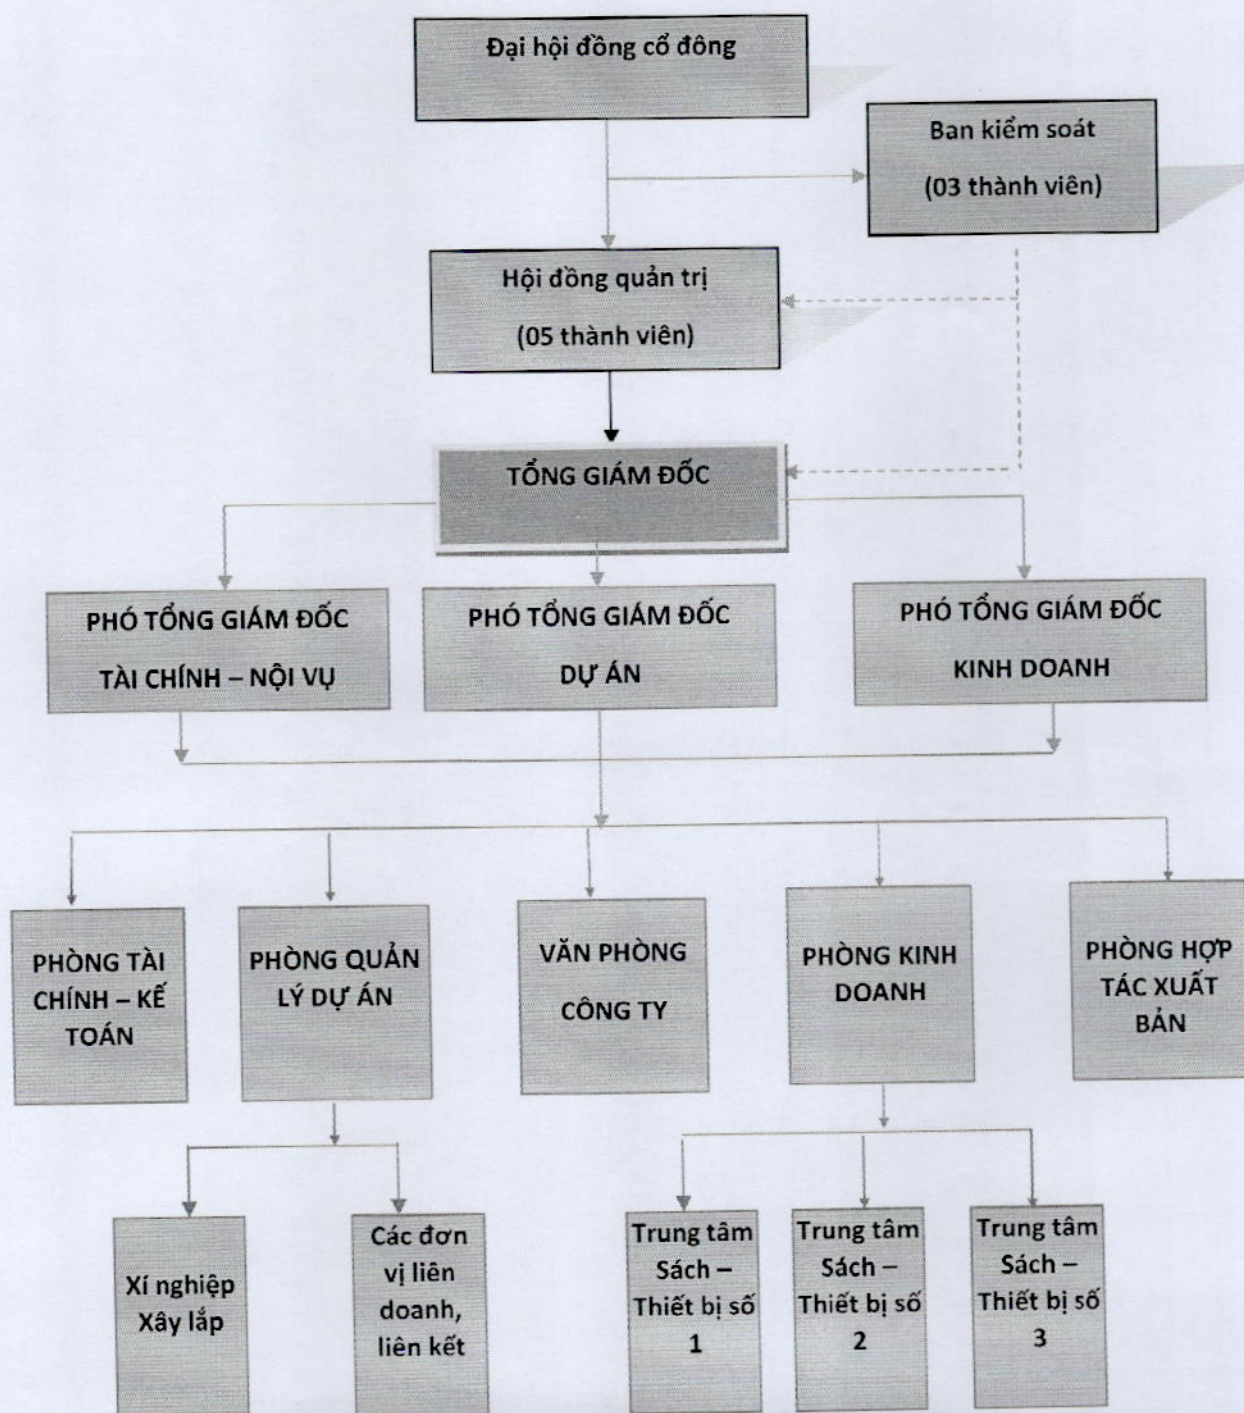 Đại hội đồng cổ đông
Ban kiểm soát
(03 thành viên)
Hội đồng quản trị
(05 thành viên)
TỔNG GIÁM ĐỐC
PHÓ TỔNG GIÁM ĐỐC
TÀI CHÍNH – NỘI VỤ
PHÓ TỔNG GIÁM ĐỐC
DỰ ÁN
PHÓ TỔNG GIÁM ĐỐC
KINH DOANH
PHÒNG TÀI
CHÍNH – KẾ
TOÁN
PHÒNG QUẢN
LÝ DỰ ÁN
VĂN PHÒNG
CÔNG TY
PHÒNG KINH
DOANH
PHÒNG HỢP
TÁC XUẤT
BẢN
Xí nghiệp
Xây lắp
Các đơn
vị liên
doanh,
liên kết
Trung tâm
Sách –
Thiết bị số
1
Trung tâm
Sách –
Thiết bị số
2
Trung tâm
Sách –
Thiết bị số
3